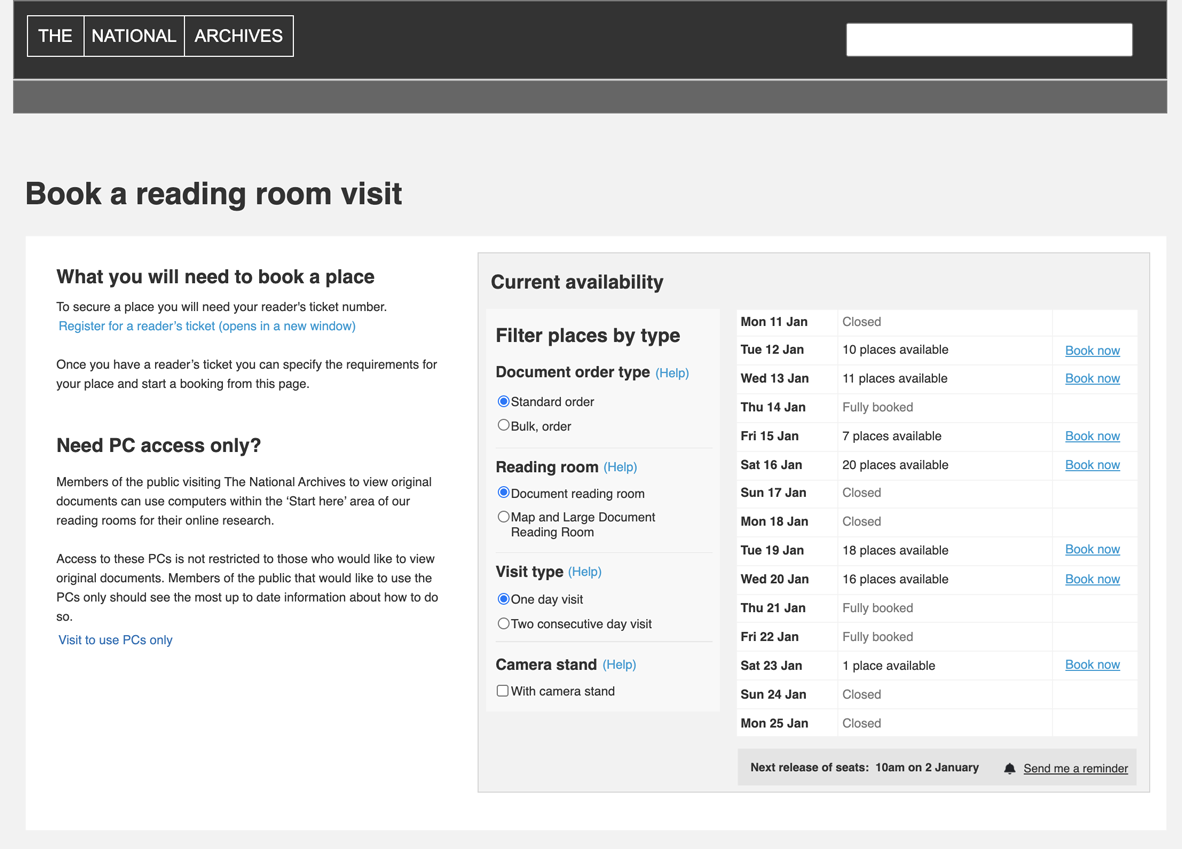 THE NATIONAL ARCHIVES
Book a reading room visit
What you will need to book a place
To secure a place you will need your reader's ticket number.
Register for a reader's ticket (opens in a new window)
Once you have a reader's ticket you can specify the requirements for
your place and start a booking from this page.
Need PC access only?
Members of the public visiting The National Archives to view original
documents can use computers within the ‘Start here’ area of our
reading rooms for their online research.
Access to these PCs is not restricted to those who would like to view
original documents. Members of the public that would like to use the
PCs only should see the most up to date information about how to do
so.
Visit to use PCs only
Current availability
Filter places by type
Document order type (Help)
Standard order
Bulk, order
Reading room (Help)
Document reading room
Map and Large Document
Reading Room
Visit type (Help)
One day visit
Two consecutive day visit
Camera stand (Help)
With camera stand
Mon 11 Jan Closed
Tue 12 Jan 10 places available Book now
Wed 13 Jan 11 places available Book now
Thu 14 Jan Fully booked
Fri 15 Jan 7 places available Book now
Sat 16 Jan 20 places available Book now
Sun 17 Jan Closed
Mon 18 Jan Closed
Tue 19 Jan 18 places available Book now
Wed 20 Jan 16 places available Book now
Thu 21 Jan Fully booked
Fri 22 Jan Fully booked
Sat 23 Jan 1 place available Book now
Sun 24 Jan Closed
Mon 25 Jan Closed
Next release of seats: 10am on 2 January Send me a reminder